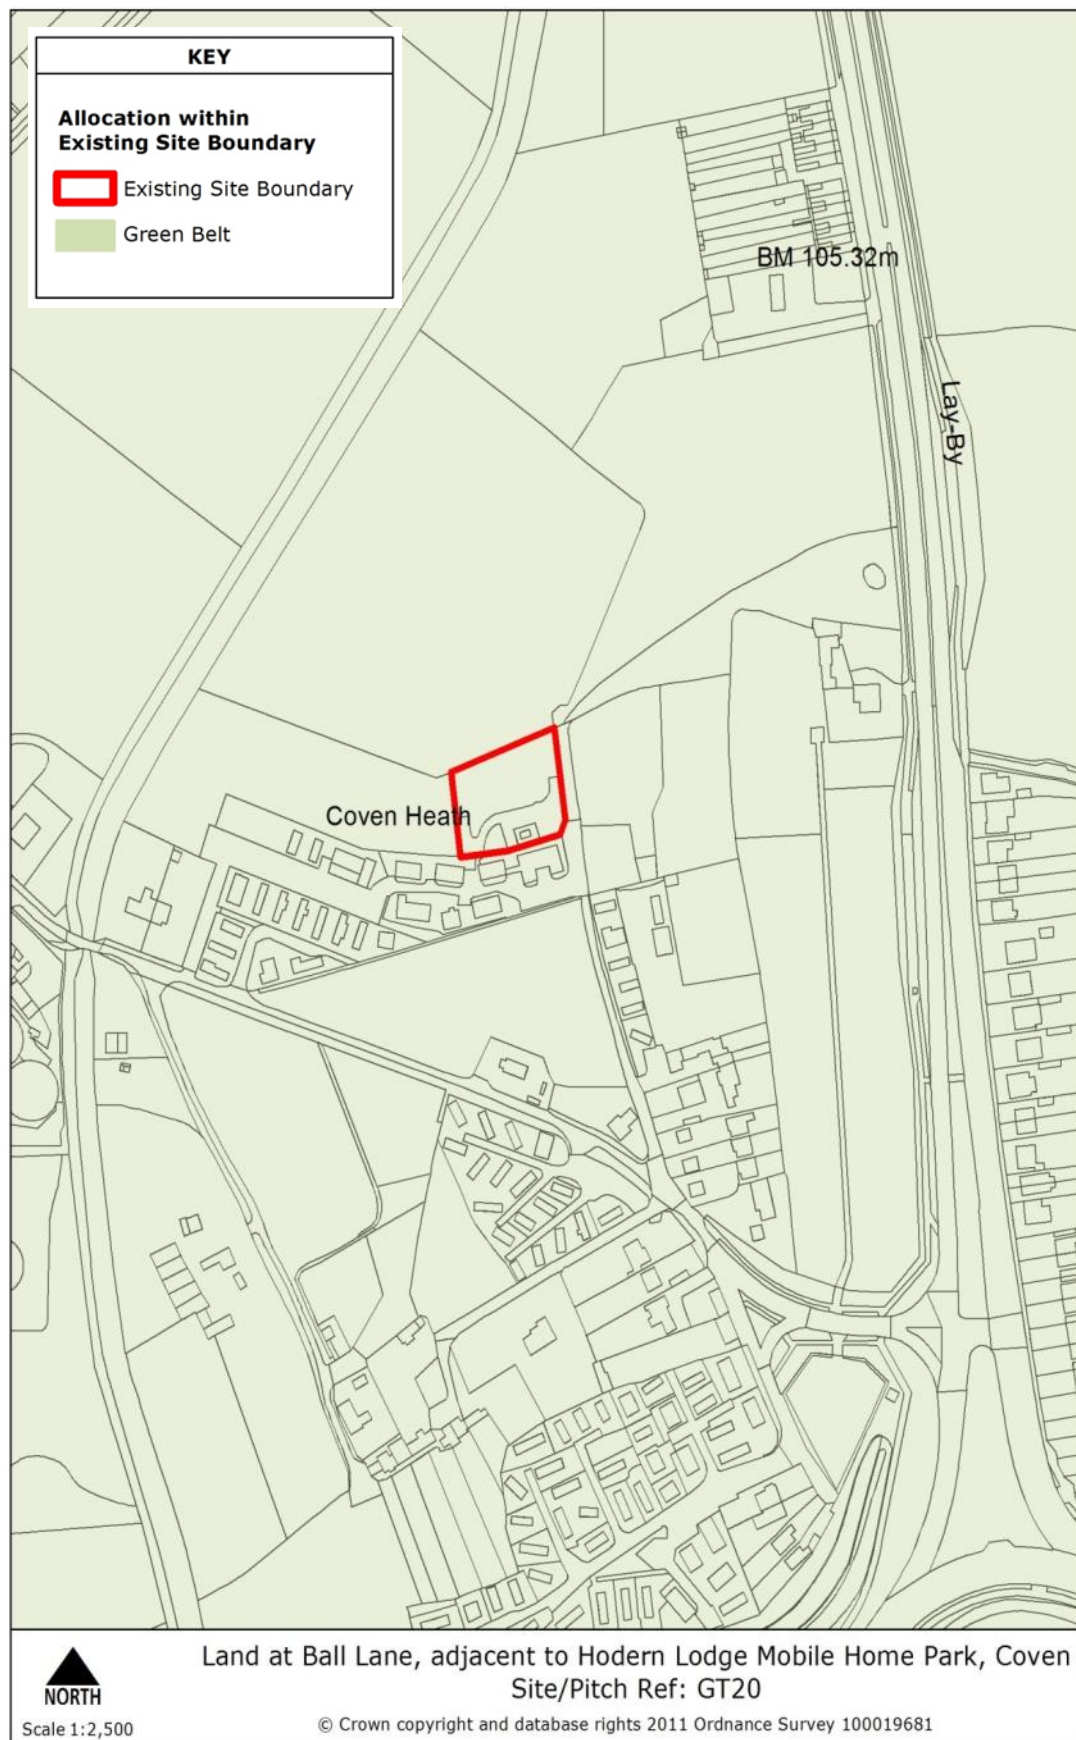 KEY
Allocation within
Existing Site Boundary
Existing Site Boundary
Green Belt
BM 105.32m
Lay-By
Coven Heath
NORTH
Scale 1:2,500
Land at Ball Lane, adjacent to Hodern Lodge Mobile Home Park, Coven
Site/Pitch Ref: GT20
© Crown copyright and database rights 2011 Ordnance Survey 100019681